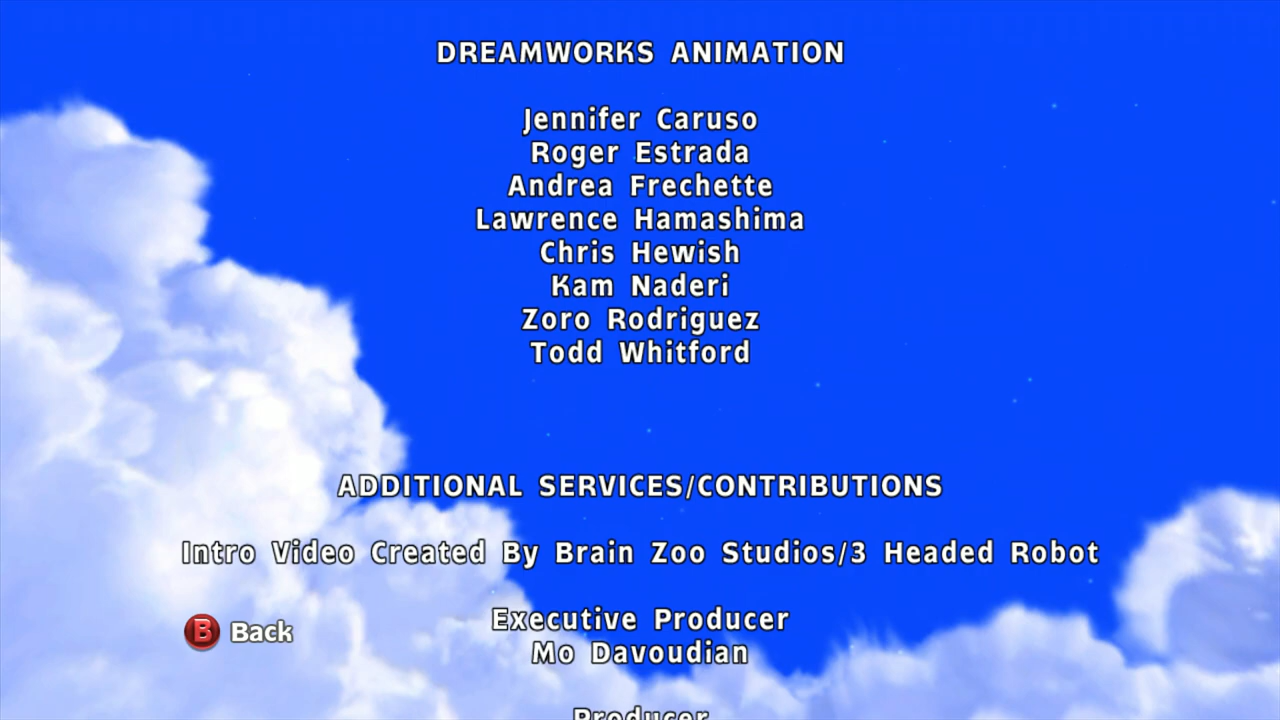 DREAMWORKS ANIMATION
Jennifer Caruso
Roger Estrada
Andrea Frechette
Lawrence Hamashima
Chris Hewish
Kam Naderi
Zoro Rodriguez
Todd Whitford
ADDITIONAL SERVICES/CONTRIBUTIONS
Intro Video Created By Brain Zoo Studios/3 Headed Robot
Executive Producer
B Back
Mo Davoudian
Producer